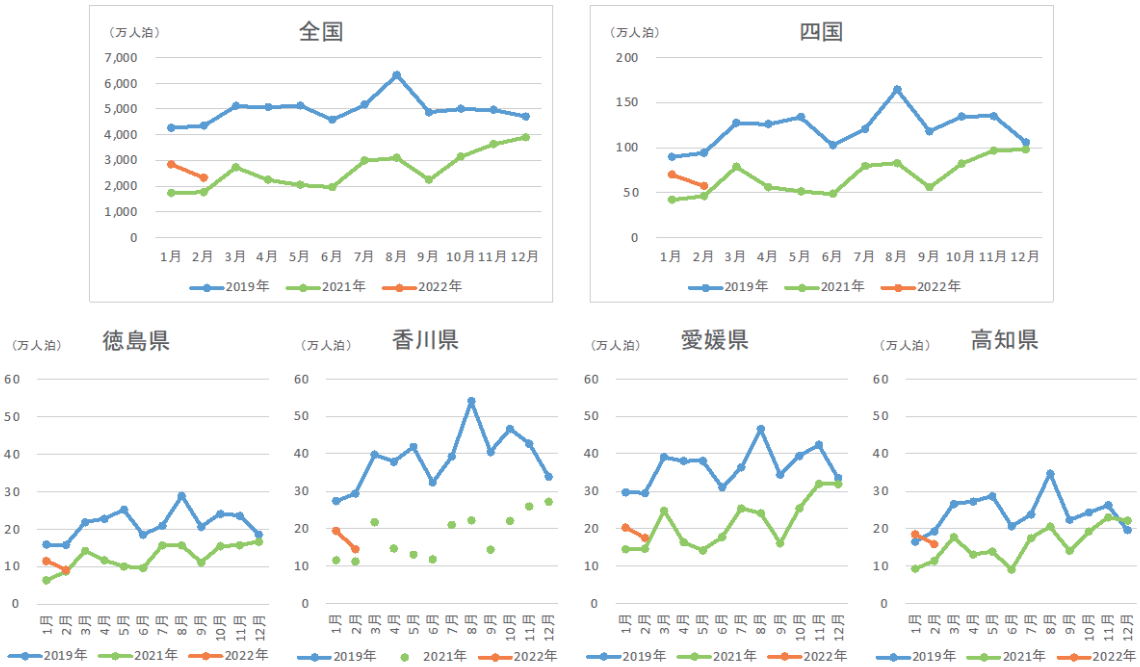 全国
（万人泊）
7,000
6,000
5,000
4,000
3,000
2,000
1,000
0
1月 2月 3月 4月 5月 6月 7月 8月 9月 10月 11月 12月
2019年 2021年 2022年
四国
（万人泊）
200
150
100
50
0
1月 2月 3月 4月 5月 6月 7月 8月 9月 10月 11月 12月
2019年 2021年 2022年
徳島県
（万人泊）
60
50
40
30
20
10
0
1月 2月 3月 4月 5月 6月 7月 8月 9月 10月 11月 12月
2019年 2021年 2022年
香川県
（万人泊）
60
50
40
30
20
10
0
1月 2月 3月 4月 5月 6月 7月 8月 9月 10月 11月 12月
2019年 2021年 2022年
愛媛県
（万人泊）
60
50
40
30
20
10
0
1月 2月 3月 4月 5月 6月 7月 8月 9月 10月 11月 12月
2019年 2021年 2022年
高知県
（万人泊）
60
50
40
30
20
10
0
1月 2月 3月 4月 5月 6月 7月 8月 9月 10月 11月 12月
2019年 2021年 2022年